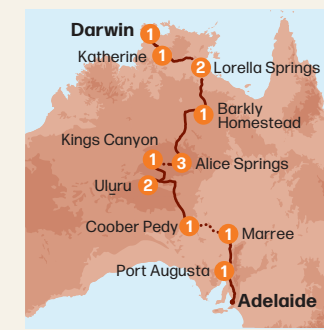 Darwin 1
Katherine 1
2 Lorella Springs
1 Barkly
Homestead
Kings Canyon
1 3 Alice Springs
Uluru 2
Coober Pedy 1
1 Marree
Port Augusta 1
Adelaide